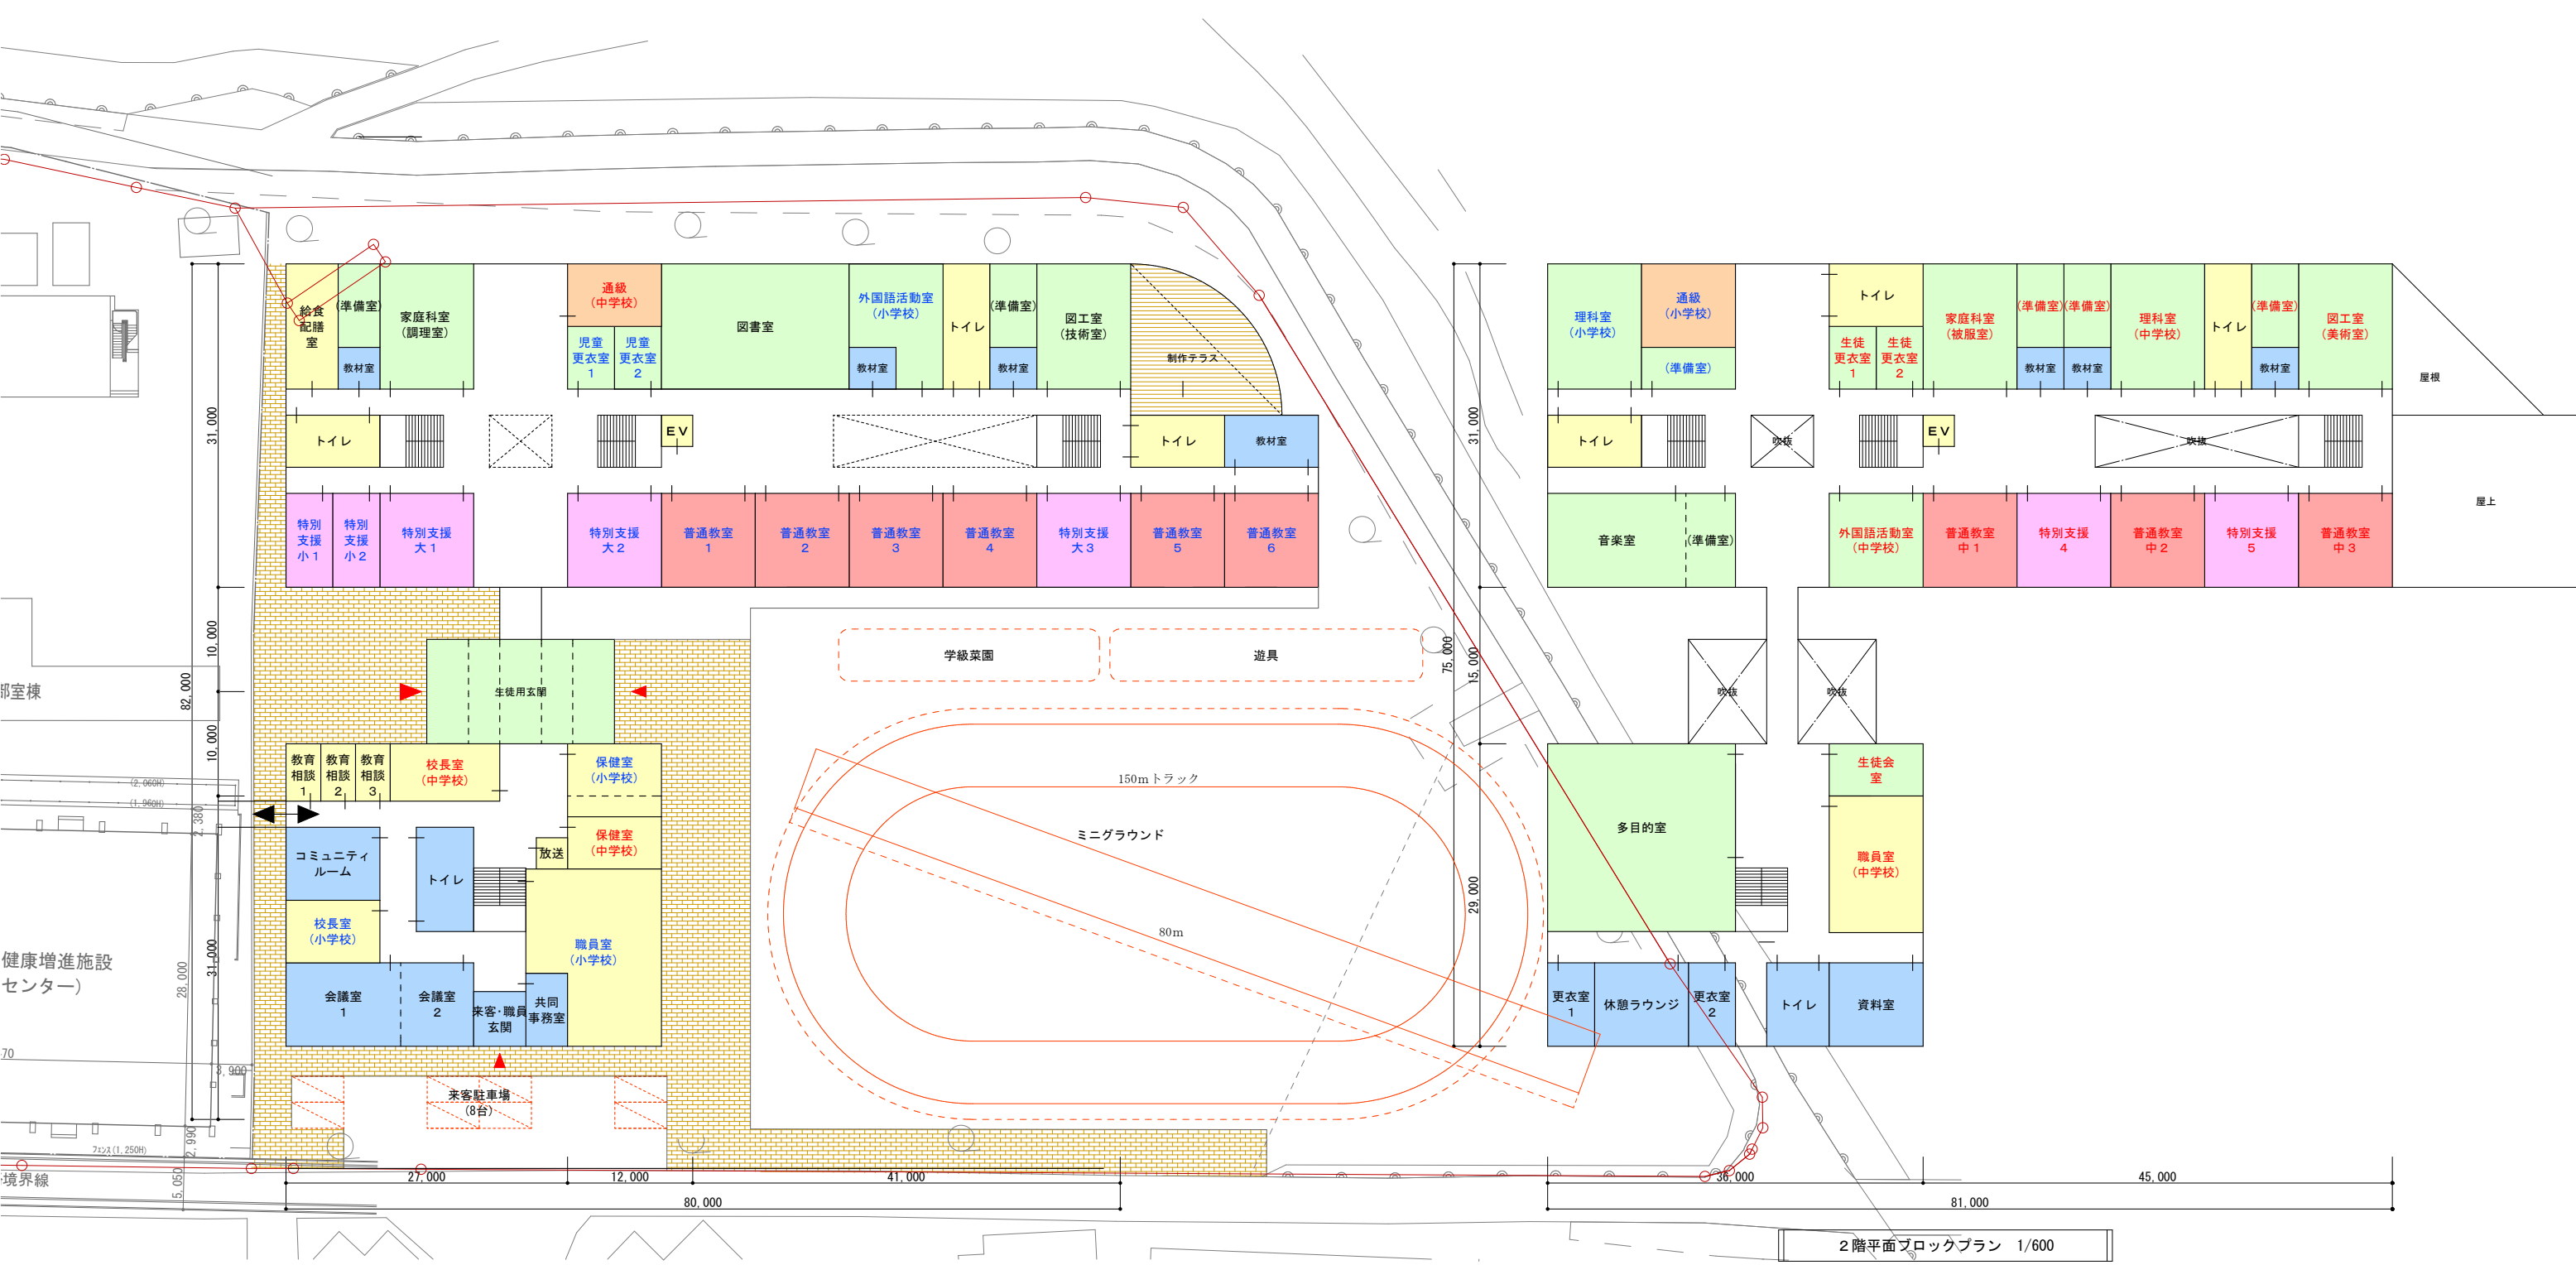 給食
配膳
室
(準備室)
教材室
家庭科室
(調理室)
通級
(中学校)
児童
更衣室
1
児童
更衣室
2
図書室
外国語活動室
(小学校)
教材室
トイレ
(準備室)
教材室
図工室
(技術室)
制作テラス
トイレ
EV
トイレ
教材室
特別
支援
小1
特別
支援
小2
特別支援
大1
特別支援
大2
普通教室
1
普通教室
2
普通教室
3
普通教室
4
特別支援
大3
普通教室
5
普通教室
6
31,000
10,000
82,000
10,000
31,000
生徒用玄関
学級菜園
遊具
150mトラック
ミニグラウンド
80m
教育
相談
1
教育
相談
2
教育
相談
3
校長室
(中学校)
保健室
(小学校)
保健室
(中学校)
放送
コミュニティ
ルーム
トイレ
校長室
(小学校)
職員室
(小学校)
会議室
1
会議室
2
来客・職員
玄関
共同
事務室
来客駐車場
(8台)
部室棟
(2,060H)
(1,960H)
2,380
健康増進施設
センター)
28,000
70
3,900
フェンス(1,250H)
2,990
5,050
境界線
27,000
12,000
41,000
80,000
理科室
(小学校)
通級
(小学校)
(準備室)
トイレ
生徒
更衣室
1
生徒
更衣室
2
家庭科室
(被服室)
(準備室)
(準備室)
教材室
教材室
理科室
(中学校)
トイレ
(準備室)
教材室
図工室
(美術室)
屋根
トイレ
吹抜
EV
吹抜
屋上
音楽室
(準備室)
外国語活動室
(中学校)
普通教室
中1
特別支援
4
普通教室
中2
特別支援
5
普通教室
中3
31,000
75,000
15,000
29,000
吹抜
吹抜
多目的室
生徒会
室
職員室
(中学校)
更衣室
1
休憩ラウンジ
更衣室
2
トイレ
資料室
36,000
45,000
81,000
2階平面ブロックプラン 1/600